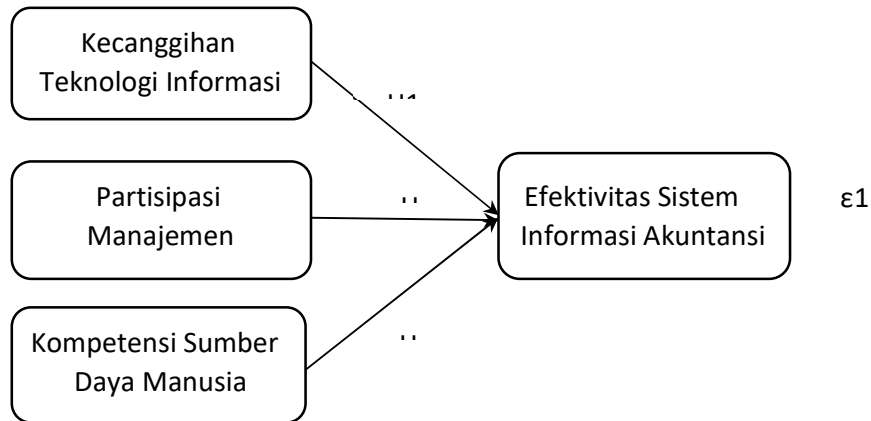 Kecanggihan
Teknologi Informasi
Partisipasi
Manajemen
Efektivitas Sistem
Informasi Akuntansi
ε1
Kompetensi Sumber
Daya Manusia